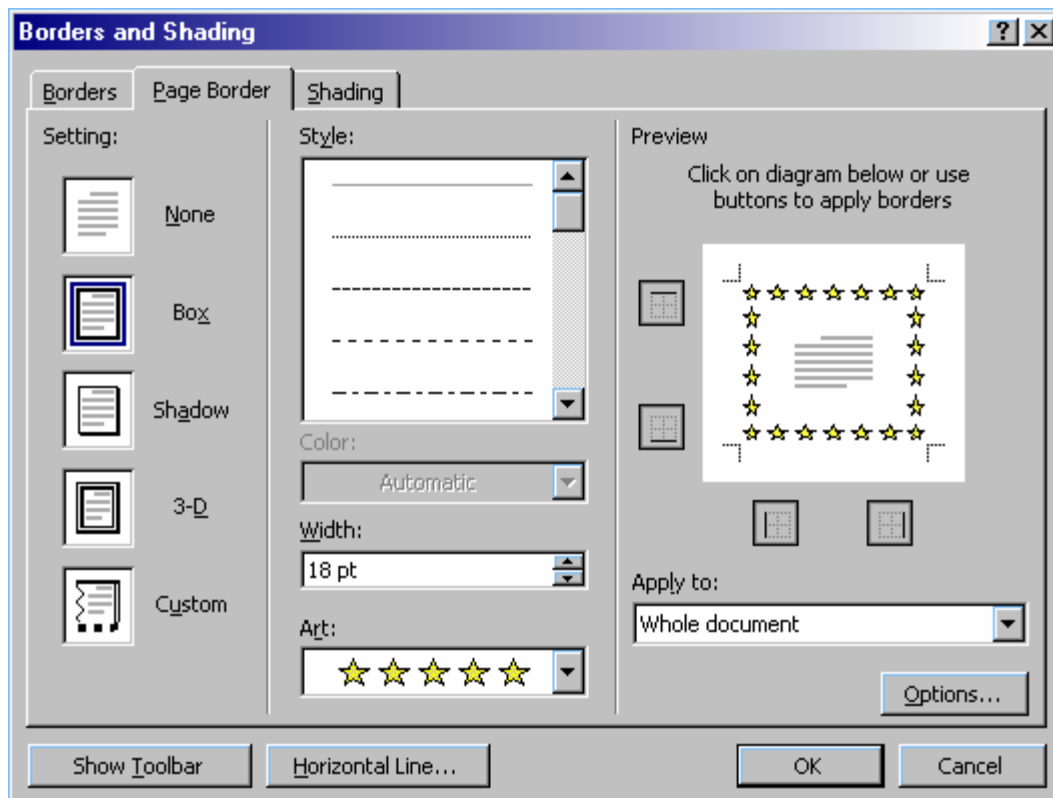 Borders and Shading
Borders
Page Border
Shading
Setting:
None
Box
Shadow
3-D
Custom
Style:
Color:
Automatic
Width:
18 pt
Art:
Preview
Click on diagram below or use
buttons to apply borders
Apply to:
Whole document
Options...
Show Toolbar
Horizontal Line...
OK
Cancel